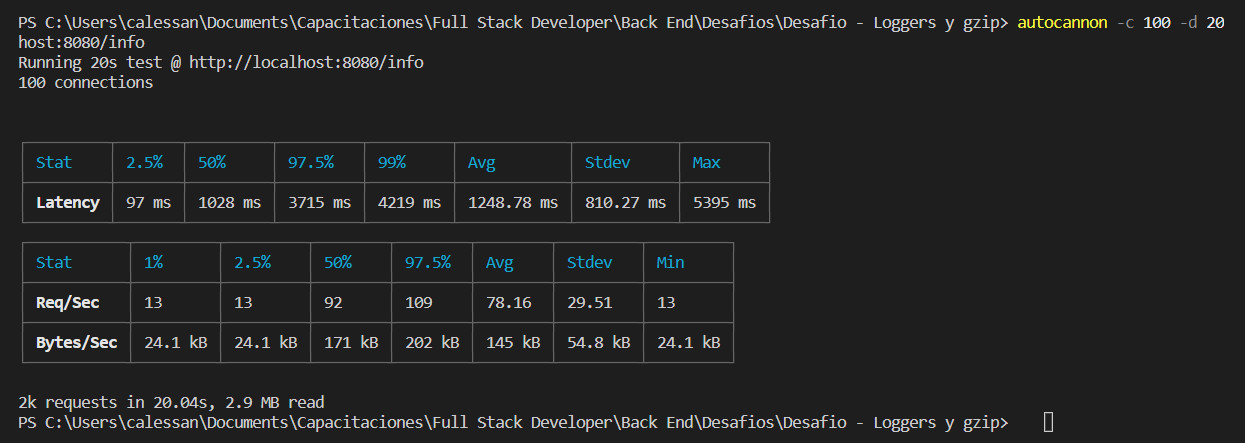 PS C:\Users\calessan\Documents\Capacitaciones\Full Stack Developer\Back End\Desafios\Desafio - Loggers y gzip> autocannon -c 100 -d 20
host:8080/info
Running 20s test @ http://localhost:8080/info
100 connections
Stat 2.5% 50% 97.5% 99% Avg Stdev Max
Latency 97 ms 1028 ms 3715 ms 4219 ms 1248.78 ms 810.27 ms 5395 ms
Stat 1% 2.5% 50% 97.5% Avg Stdev Min
Req/Sec 13 13 92 109 78.16 29.51 13
Bytes/Sec 24.1 kB 24.1 kB 171 kB 202 kB 145 kB 54.8 kB 24.1 kB
2k requests in 20.04s, 2.9 MB read
PS C:\Users\calessan\Documents\Capacitaciones\Full Stack Developer\Back End\Desafios\Desafio - Loggers y gzip>